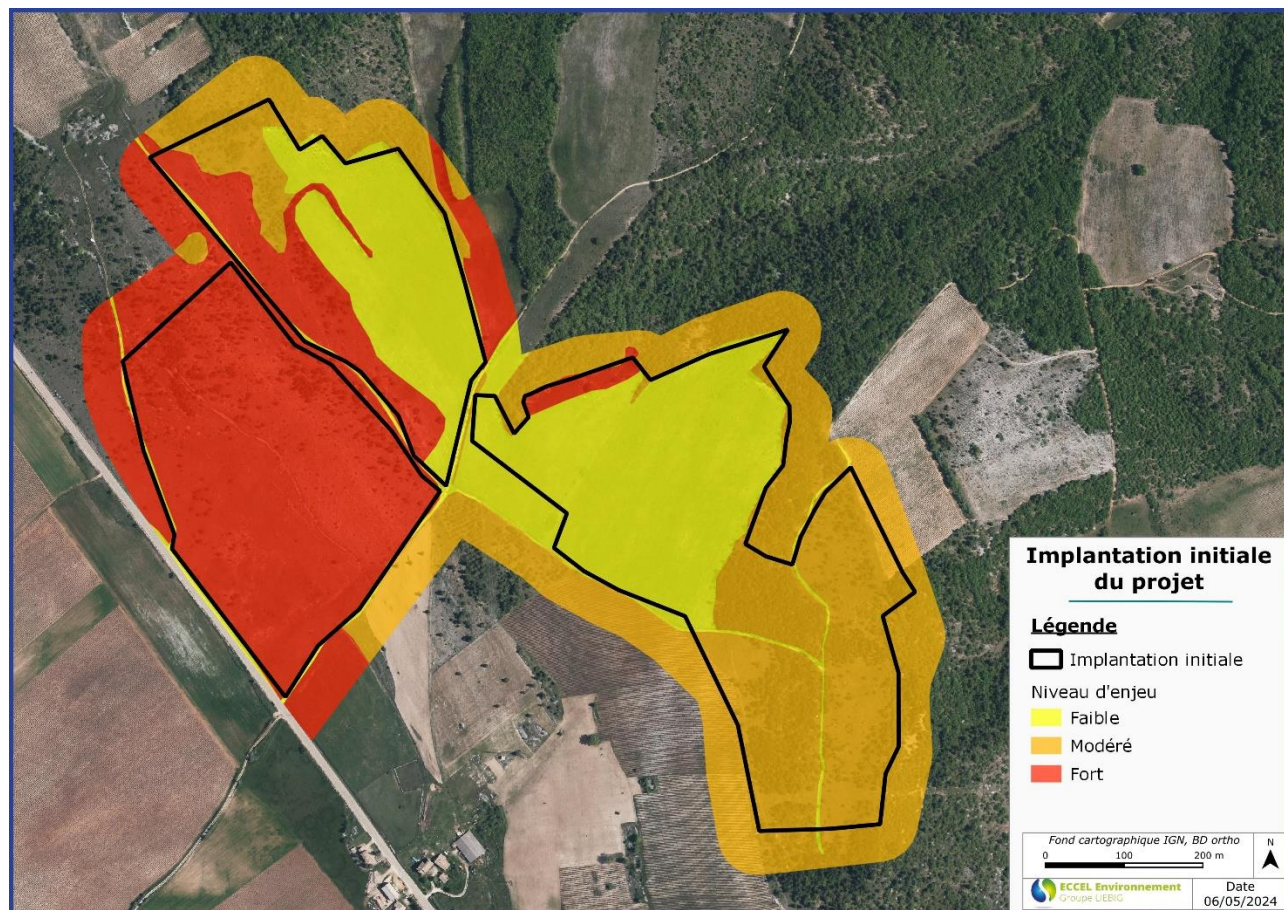 Implantation initiale
du projet
Légende
Implantation initiale
Niveau d'enjeu
Faible
Modéré
Fort
Fond cartographique IGN, BD ortho
0 100 200 m
N
ECCEL Environnement
Groupe LIEBIG
Date
06/05/2024